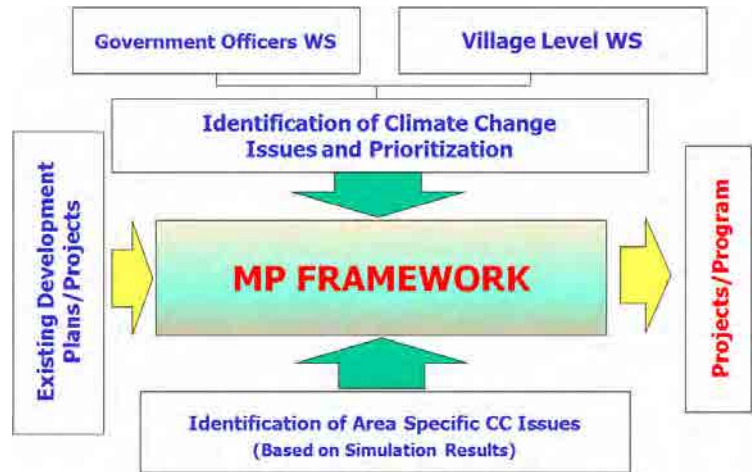 Government Officers WS
Village Level WS
Identification of Climate Change
Issues and Prioritization
Existing Development
Plans/Projects
MP FRAMEWORK
Projects/Program
Identification of Area Specific CC Issues
(Based on Simulation Results)